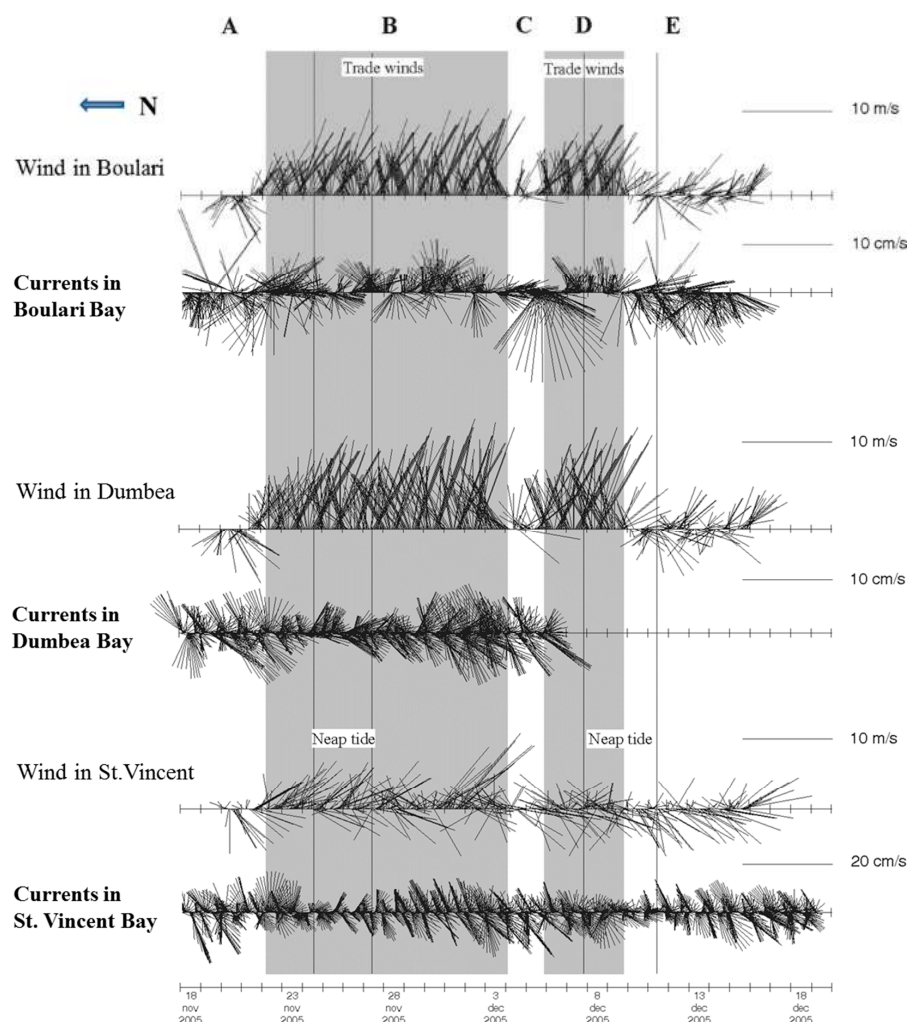 A B C D E
Trade winds Trade winds
N
10 m/s
Wind in Boulari
10 cm/s
Currents in
Boulari Bay
10 m/s
Wind in Dumbea
10 cm/s
Currents in
Dumbea Bay
Neap tide Neap tide
10 m/s
Wind in St.Vincent
20 cm/s
Currents in
St. Vincent Bay
18 23 28 3 8 13 18
nov nov nov dec dec dec dec
2005 2005 2005 2005 2005 2005 2005